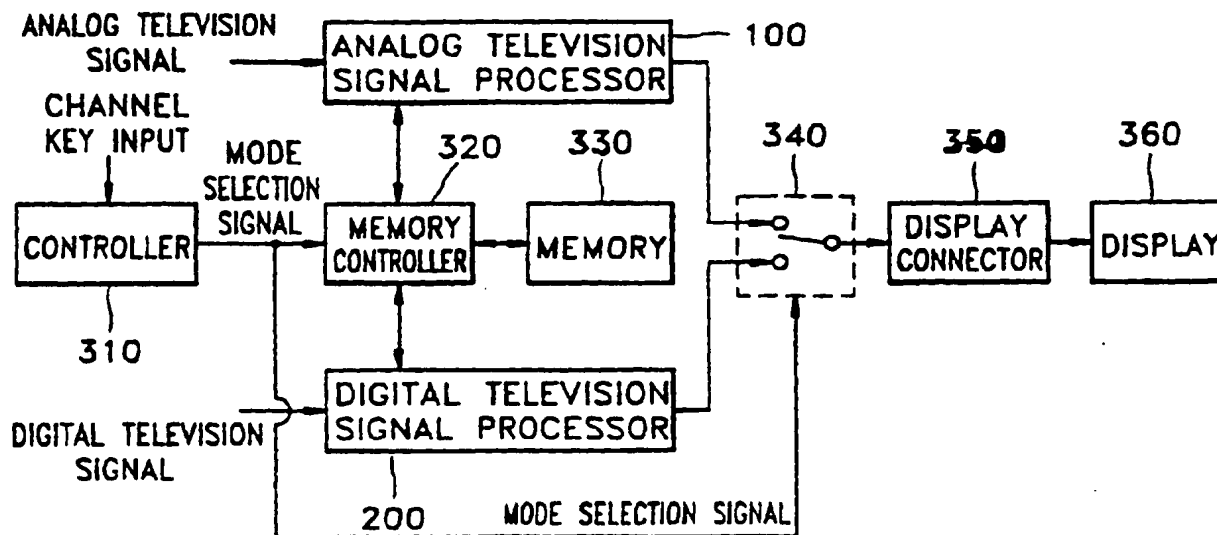 ANALOG TELEVISION
SIGNAL
ANALOG TELEVISION
SIGNAL PROCESSOR
100
CHANNEL
KEY INPUT
MODE
SELECTION
SIGNAL
320
330
340
350
360
CONTROLLER
MEMORY
CONTROLLER
MEMORY
DISPLAY
CONNECTOR
DISPLAY
310
DIGITAL TELEVISION
SIGNAL
DIGITAL TELEVISION
SIGNAL PROCESSOR
200
MODE SELECTION SIGNAL